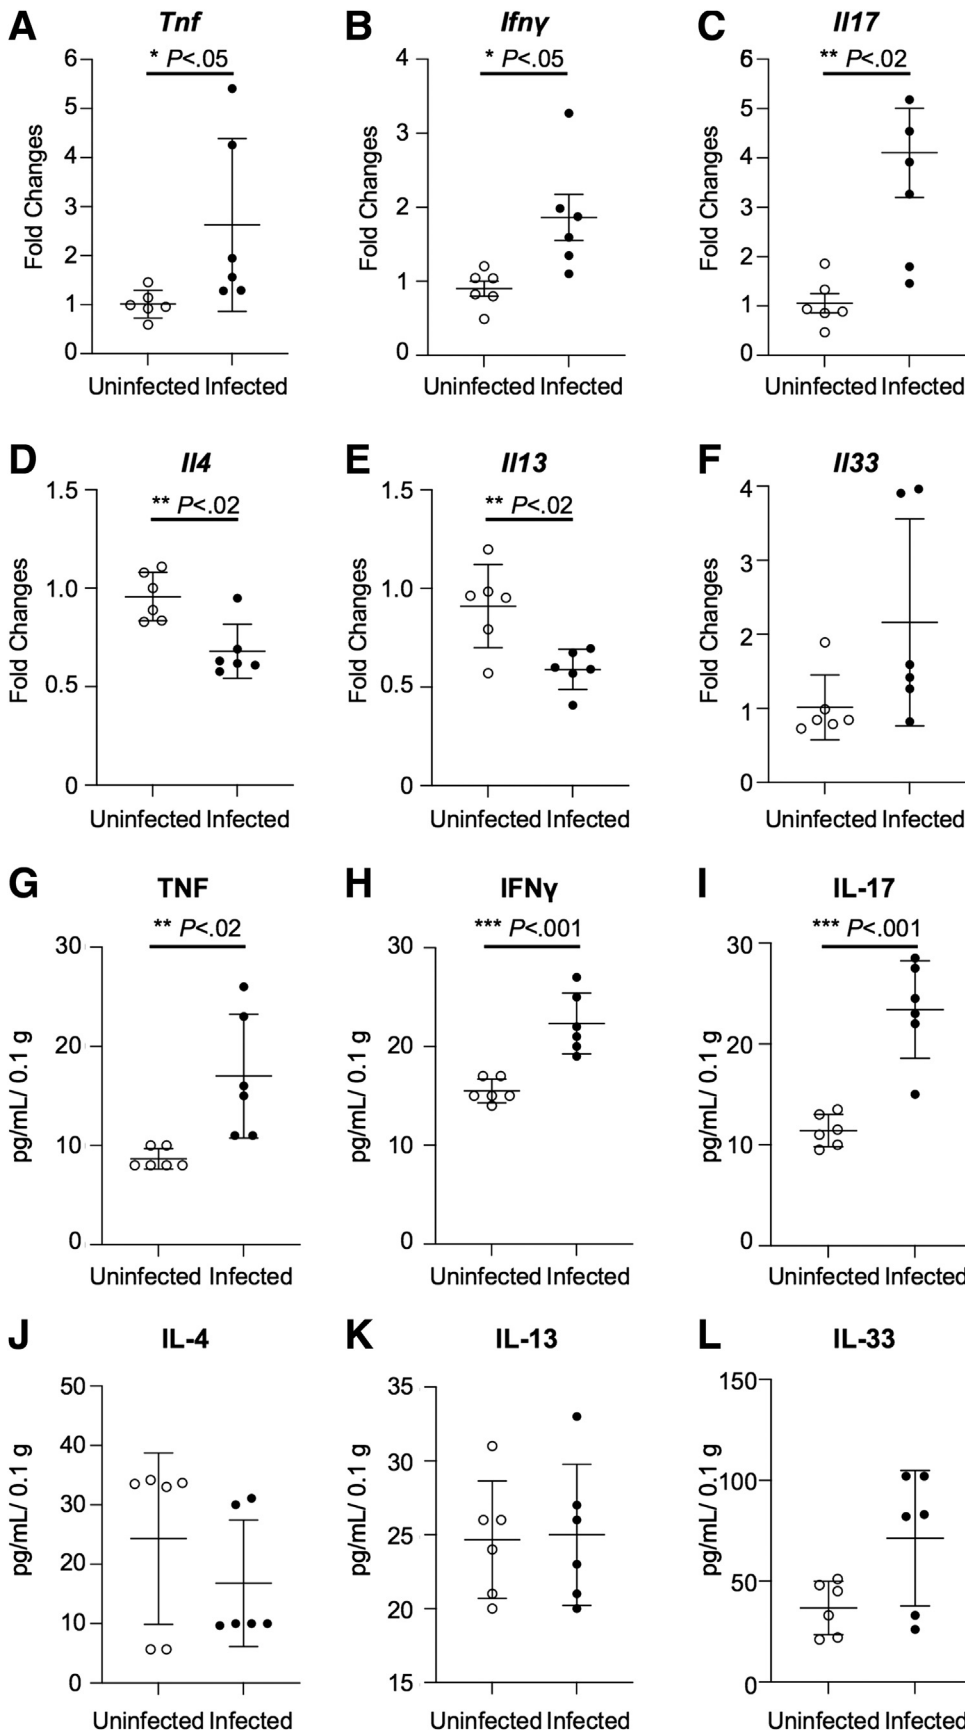 A Tnf
B Ifnγ
C Il17
* P<.05
* P<.05
** P<.02
Fold Changes
6
5
4
3
2
1
0
Fold Changes
4
3
2
1
0
Fold Changes
6
5
4
3
2
1
0
Uninfected Infected
Uninfected Infected
Uninfected Infected
D Il4
E Il13
F Il33
** P<.02
** P<.02
Fold Changes
1.5
1.0
0.5
0
Fold Changes
1.5
1.0
0.5
0
Fold Changes
4
3
2
1
0
Uninfected Infected
Uninfected Infected
Uninfected Infected
G TNF
H IFNγ
I IL-17
** P<.02
*** P<.001
*** P<.001
pg/mL/ 0.1 g
30
20
10
0
pg/mL/ 0.1 g
30
20
10
0
pg/mL/ 0.1 g
30
20
10
0
Uninfected Infected
Uninfected Infected
Uninfected Infected
J IL-4
K IL-13
L IL-33
pg/mL/ 0.1 g
50
40
30
20
10
0
pg/mL/ 0.1 g
35
30
25
20
15
pg/mL/ 0.1 g
150
100
50
0
Uninfected Infected
Uninfected Infected
Uninfected Infected